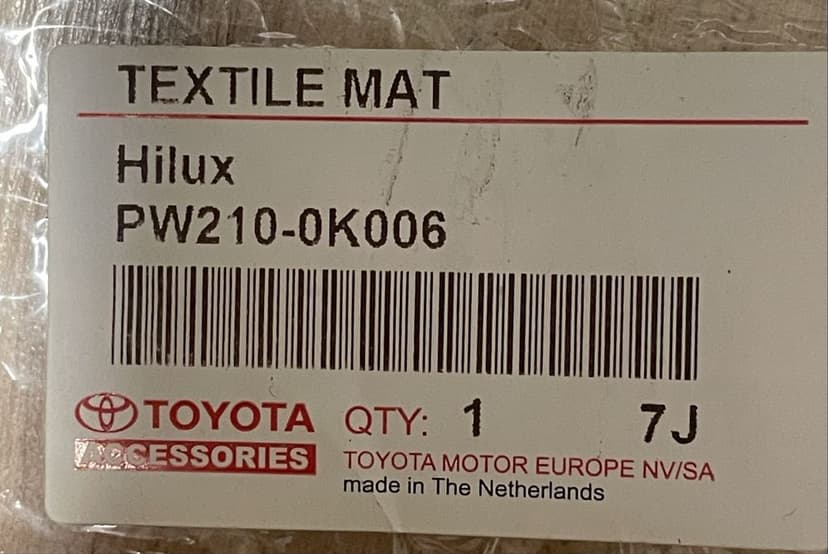 TEXTILE MAT
Hilux
PW210-0K006
TOYOTA QTY: 1 7J
ACCESSORIES
TOYOTA MOTOR EUROPE NV/SA
made in The Netherlands